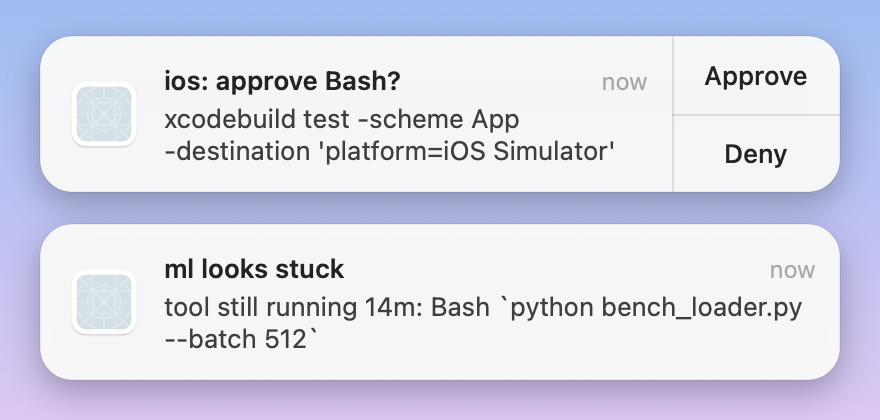 ios: approve Bash?
now
xcodebuild test -scheme App
-destination 'platform=iOS Simulator'
Approve
Deny
ml looks stuck
now
tool still running 14m: Bash `python bench_loader.py
--batch 512`